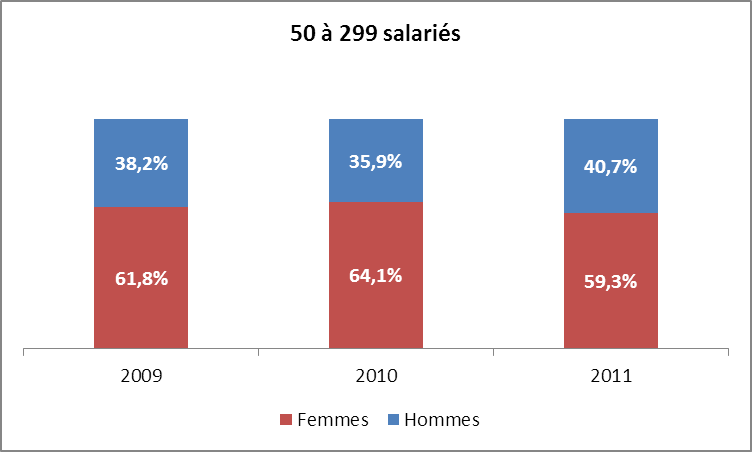 50 à 299 salariés
38,2% 35,9% 40,7%
61,8% 64,1% 59,3%
2009 2010 2011
Femmes Hommes